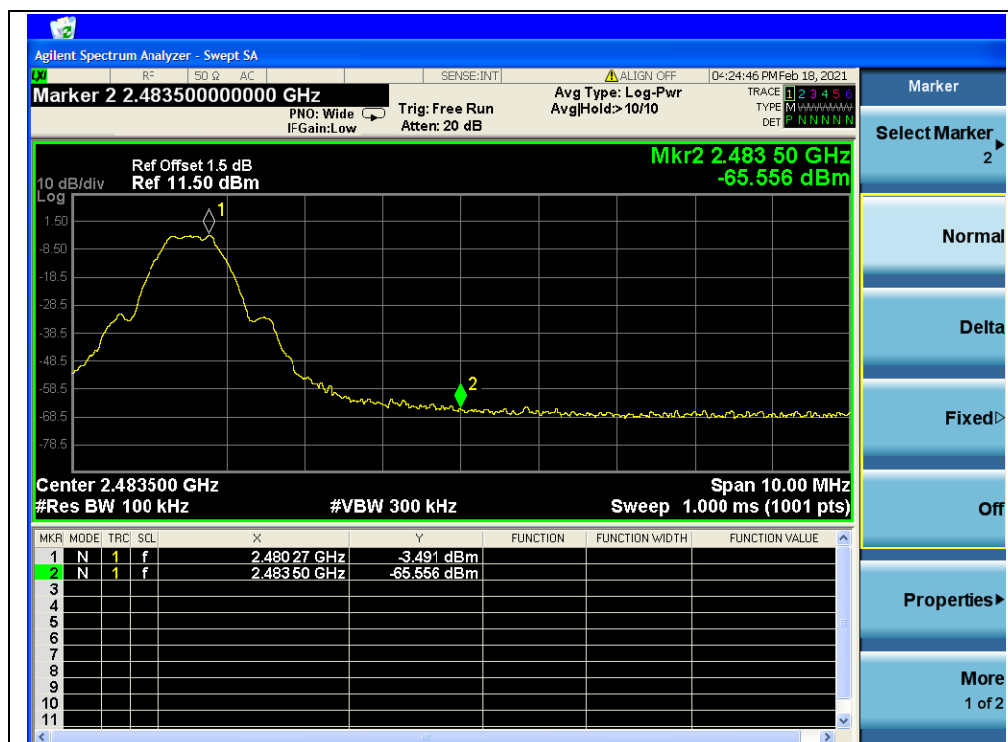 Agilent Spectrum Analyzer - Swept SA
LXI RF 50 Ω AC SENSE:INT ALIGN OFF 04:24:46 PM Feb 18, 2021
Marker 2 2.483500000000 GHz
PNO: Wide
IFGain:Low
Trig: Free Run
Atten: 20 dB
Avg Type: Log-Pwr
Avg|Hold:>10/10
TRACE 1 2 3 4 5 6
TYPE M WWWWW
DET P N N N N N
Ref Offset 1.5 dB
10 dB/div Ref 11.50 dBm
Log
Mkr2 2.483 50 GHz
-65.556 dBm
1.50
-8.50
-18.5
-28.5
-38.5
-48.5
-58.5
-68.5
-78.5
1
2
Center 2.483500 GHz Span 10.00 MHz
#Res BW 100 kHz #VBW 300 kHz Sweep 1.000 ms (1001 pts)
MKR MODE TRC SCL X Y FUNCTION FUNCTION WIDTH FUNCTION VALUE
1 N 1 f 2.480 27 GHz -3.491 dBm
2 N 1 f 2.483 50 GHz -65.556 dBm
3
4
5
6
7
8
9
10
11
Marker
Select Marker
2
Normal
Delta
Fixed
Off
Properties
More
1 of 2